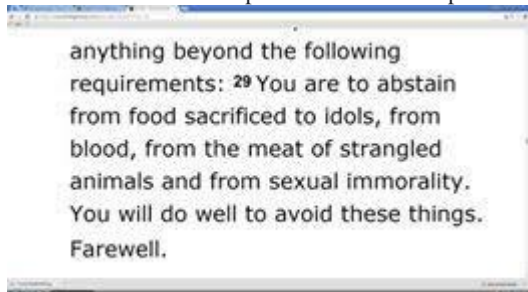 anything beyond the following
requirements: 29 You are to abstain
from food sacrificed to idols, from
blood, from the meat of strangled
animals and from sexual immorality.
You will do well to avoid these things.
Farewell.